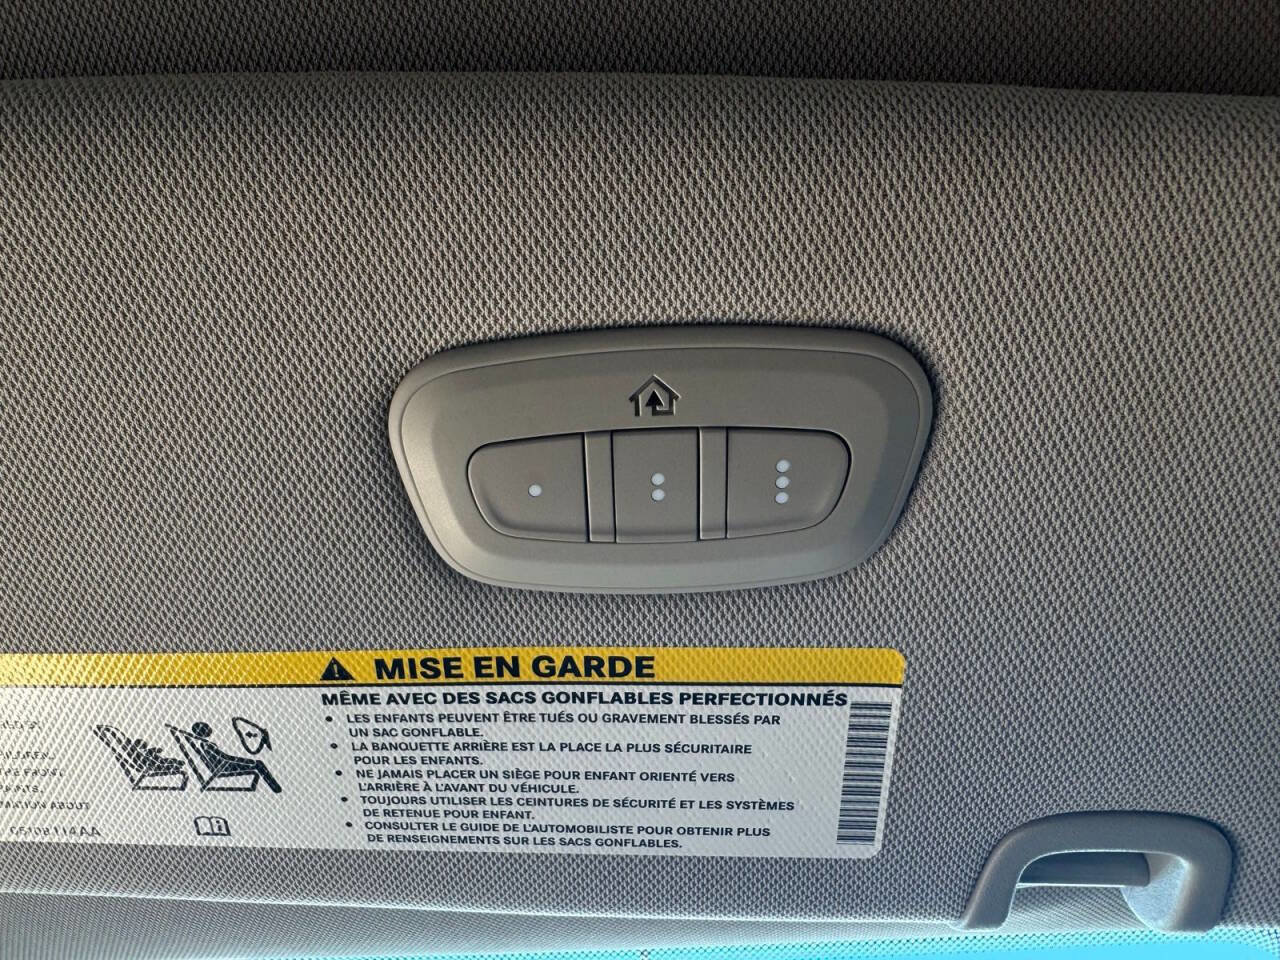 MISE EN GARDE
MÊME AVEC DES SACS GONFLABLES PERFECTIONNÉS
• LES ENFANTS PEUVENT ÊTRE TUÉS OU GRAVEMENT BLESSÉS PAR
UN SAC GONFLABLE.
• LA BANQUETTE ARRIÈRE EST LA PLACE LA PLUS SÉCURITAIRE
POUR LES ENFANTS.
• NE JAMAIS PLACER UN SIÈGE POUR ENFANT ORIENTÉ VERS
L'ARRIÈRE À L'AVANT DU VÉHICULE.
• TOUJOURS UTILISER LES CEINTURES DE SÉCURITÉ ET LES SYSTÈMES
DE RETENUE POUR ENFANT.
• CONSULTER LE GUIDE DE L'AUTOMOBILISTE POUR OBTENIR PLUS
DE RENSEIGNEMENTS SUR LES SACS GONFLABLES.
ABOUT